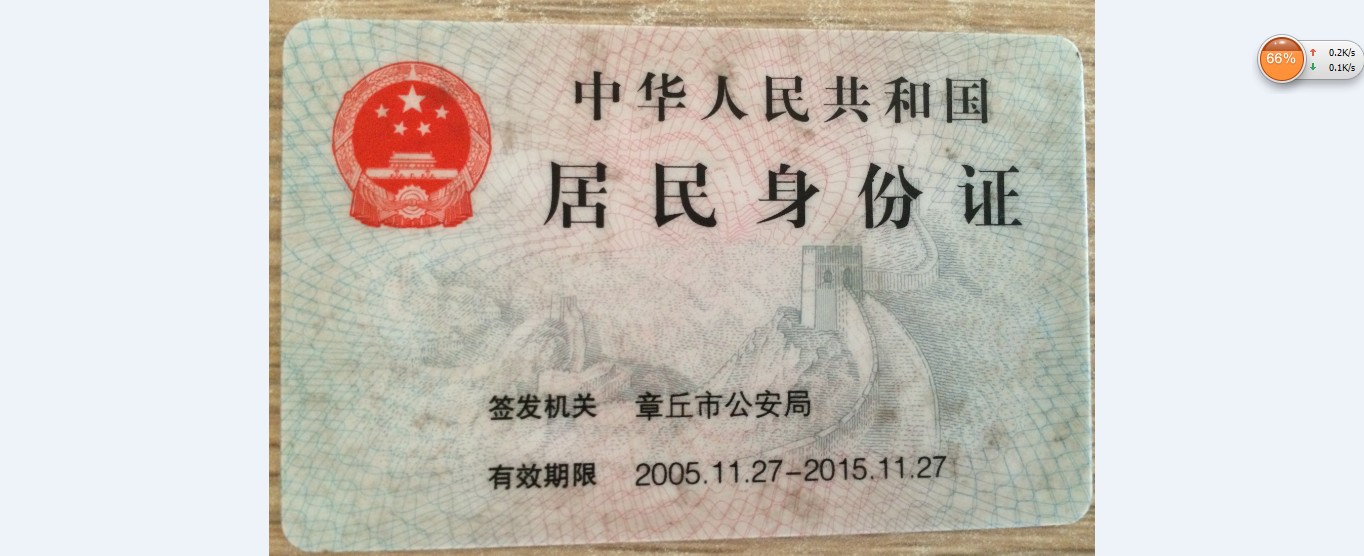 中华人民共和国
居民身份证
签发机关 章丘市公安局
有效期限 2005.11.27-2015.11.27
66%
↑ 0.2K/s
↓ 0.1K/s